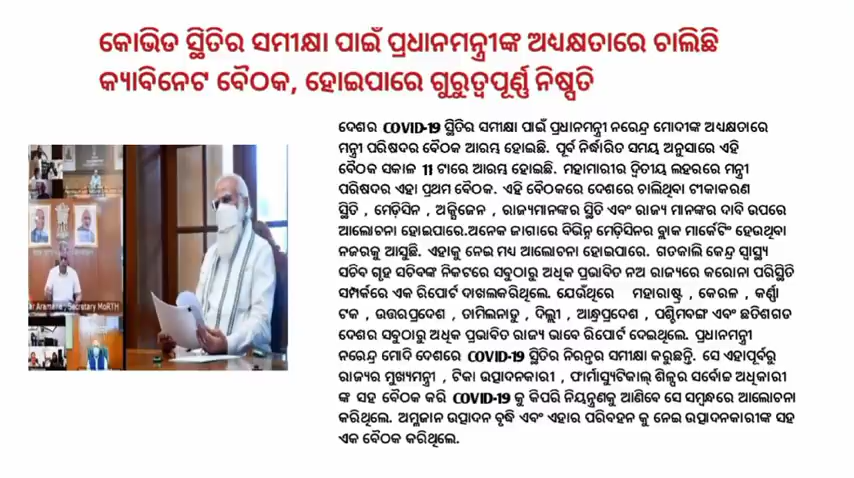 କୋଭିଡ ସ୍ଥିତିର ସମୀକ୍ଷା ପାଇଁ ପ୍ରଧାନମନ୍ତ୍ରୀଙ୍କ ଅଧ୍ୟକ୍ଷତାରେ ଚାଲିଛି
କ୍ୟାବିନେଟ ବୈଠକ, ହୋଇପାରେ ଗୁରୁତ୍ୱପୂର୍ଣ୍ଣ ନିଷ୍ପତି
ଦେଶର COVID-19 ସ୍ଥିତିର ସମୀକ୍ଷା ପାଇଁ ପ୍ରଧାନମନ୍ତ୍ରୀ ନରେନ୍ଦ୍ର ମୋଦୀଙ୍କ ଅଧ୍ୟକ୍ଷତାରେ
ମନ୍ତ୍ରୀ ପରିଷଦର ବୈଠକ ଆରମ୍ଭ ହୋଇଛି. ପୂର୍ବ ନିର୍ଦ୍ଧାରିତ ସମୟ ଅନୁସାରେ ଏହି
ବୈଠକ ସକାଳ 11 ଟାରେ ଆରମ୍ଭ ହୋଇଛି. ମହାମାରୀର ଦ୍ୱିତୀୟ ଲହରରେ ମନ୍ତ୍ରୀ
ପରିଷଦର ଏହା ପ୍ରଥମ ବୈଠକ. ଏହି ବୈଠକରେ ଦେଶରେ ଚାଲିଥିବା ଟୀକାକରଣ
ସ୍ଥିତି , ମେଡ଼ିସିନ , ଅକ୍ସିଜେନ , ରାଜ୍ୟମାନଙ୍କର ସ୍ଥିତି ଏବଂ ରାଜ୍ୟ ମାନଙ୍କର ଦାବି ଉପରେ
ଆଲୋଚନା ହୋଇପାରେ.ଅନେକ ଜାଗାରେ ବିଭିନ୍ନ ମେଡ଼ିସିନର ବ୍ଲାକ ମାର୍କେଟିଂ ହେଉଥିବା
ନଜରକୁ ଆସୁଛି. ଏହାକୁ ନେଇ ମଧ୍ୟ ଆଲୋଚନା ହୋଇପାରେ. ଗତକାଲି କେନ୍ଦ୍ର ସ୍ୱାସ୍ଥ୍ୟ
ସଚିବ ଗୃହ ସଚିବଙ୍କ ନିକଟରେ ସବୁଠାରୁ ଅଧିକ ପ୍ରଭାବିତ ନଅ ରାଜ୍ୟରେ କରୋନା ପରିସ୍ଥିତି
ସମ୍ପର୍କରେ ଏକ ରିପୋର୍ଟ ଦାଖଲକରିଥିଲେ. ଯେଉଁଥିରେ ମହାରାଷ୍ଟ୍ର , କେରଳ , କର୍ଣ୍ଣା
ଟକ , ଉତ୍ତରପ୍ରଦେଶ , ତାମିଲନାଡୁ , ଦିଲ୍ଲୀ , ଆନ୍ଧ୍ରପ୍ରଦେଶ , ପଶ୍ଚିମବଙ୍ଗ ଏବଂ ଛତିଶଗଡ
ଦେଶର ସବୁଠାରୁ ଅଧିକ ପ୍ରଭାବିତ ରାଜ୍ୟ ଭାବେ ରିପୋର୍ଟ ଦେଇଥିଲେ. ପ୍ରଧାନମନ୍ତ୍ରୀ
ନରେନ୍ଦ୍ର ମୋଦି ଦେଶରେ COVID-19 ସ୍ଥିତିର ନିରନ୍ତର ସମୀକ୍ଷା କରୁଛନ୍ତି. ସେ ଏହାପୂର୍ବରୁ
ରାଜ୍ୟର ମୁଖ୍ୟମନ୍ତ୍ରୀ , ଟିକା ଉତ୍ପାଦନକାରୀ , ଫାର୍ମାସ୍ୟୁଟିକାଲ୍ ଶିଳ୍ପର ସର୍ବୋଚ୍ଚ ଅଧିକାରୀ
ଙ୍କ ସହ ବୈଠକ କରି COVID-19 କୁ କିପରି ନିୟନ୍ତ୍ରଣକୁ ଆଣିବେ ସେ ସମ୍ବନ୍ଧରେ ଆଲୋଚନା
କରିଥିଲେ. ଅମ୍ଳଜାନ ଉତ୍ପାଦନ ବୃଦ୍ଧି ଏବଂ ଏହାର ପରିବହନ କୁ ନେଇ ଉତ୍ପାଦନକାରୀଙ୍କ ସହ
ଏକ ବୈଠକ କରିଥିଲେ.
ar Aramane, Secretary MoRTH